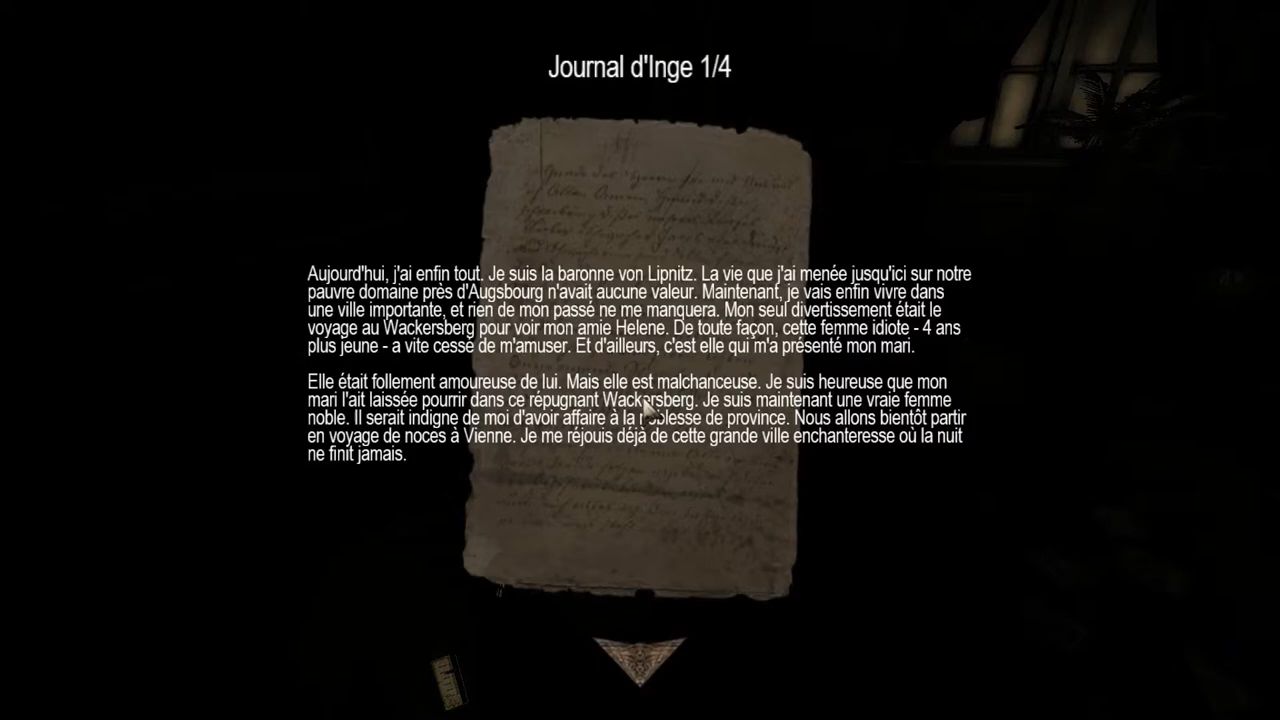 Journal d'Inge 1/4
Aujourd'hui, j'ai enfin tout. Je suis la baronne von Lipnitz. La vie que j'ai menée jusqu'ici sur notre
pauvre domaine près d'Augsbourg n'avait aucune valeur. Maintenant, je vais enfin vivre dans
une ville importante, et rien de mon passé ne me manquera. Mon seul divertissement était le
voyage au Wackersberg pour voir mon amie Helene. De toute façon, cette femme idiote - 4 ans
plus jeune - a vite cessé de m'amuser. Et d'ailleurs, c'est elle qui m'a présenté mon mari.
Elle était follement amoureuse de lui. Mais elle est malchanceuse. Je suis heureuse que mon
mari l'ait laissée pourrir dans ce répugnant Wackersberg. Je suis maintenant une vraie femme
noble. Il serait indigne de moi d'avoir affaire à la noblesse de province. Nous allons bientôt partir
en voyage de noces à Vienne. Je me réjouis déjà de cette grande ville enchanteresse où la nuit
ne finit jamais.